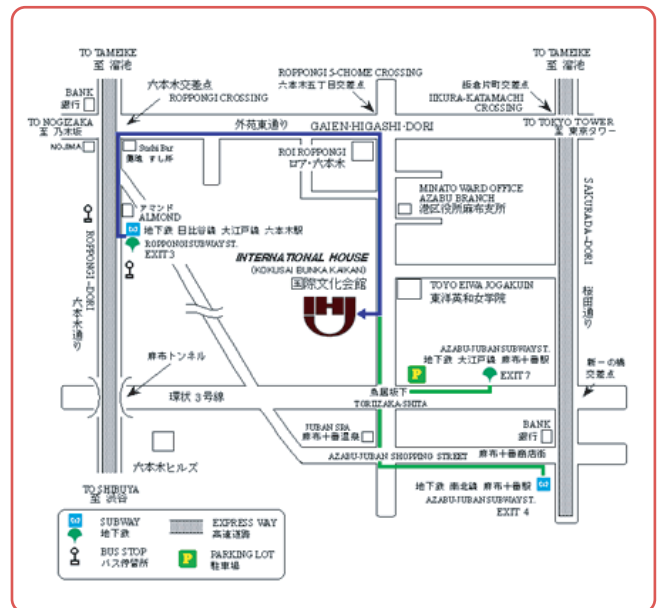 TO TAMEIKE
至 溜池
BANK
銀行
六本木交差点
ROPPONGI CROSSING
ROPPONGI 5-CHOME CROSSING
六本木五丁目交差点
TO TAMEIKE
至 溜池
飯倉片町交差点
IIKURA-KATAMACHI
CROSSING
TO NOGIZAKA
至 乃木坂
外苑東通り GAIEN-HIGASHI-DORI
TO TOKYO TOWER
至 東京タワー
NOJIMA
Sushi Bar
すし
ROI ROPPONGI
ロア・六本木
アマンド
ALMOND
地下鉄 日比谷線 大江戸線 六本木駅
ROPPONGI SUBWAY ST.
EXIT 3
ROPPONGI-DORI
六本木通り
MINATO WARD OFFICE
AZABU BRANCH
港区役所麻布支所
SAKURADA-DORI
桜田通り
INTERNATIONAL HOUSE
(KOKUSAI BUNKA KAIKAN)
国際文化会館
IHJ
TOYO EIWA JOGAKUIN
東洋英和女学院
AZABU-JUBAN SUBWAY ST.
地下鉄 大江戸線 麻布十番駅
P
EXIT 7
新一の橋
交差点
麻布トンネル
環状 3号線
鳥居坂下
TORIIZAKA-SHITA
JUBAN SPA
麻布十番温泉
BANK
銀行
六本木ヒルズ
AZABU-JUBAN SHOPPING STREET 麻布十番商店街
TO SHIBUYA
至 渋谷
地下鉄 南北線 麻布十番駅
AZABU-JUBAN SUBWAY ST.
EXIT 4
SUBWAY
地下鉄
EXPRESS WAY
高速道路
BUS STOP
バス停留所
P
PARKING LOT
駐車場